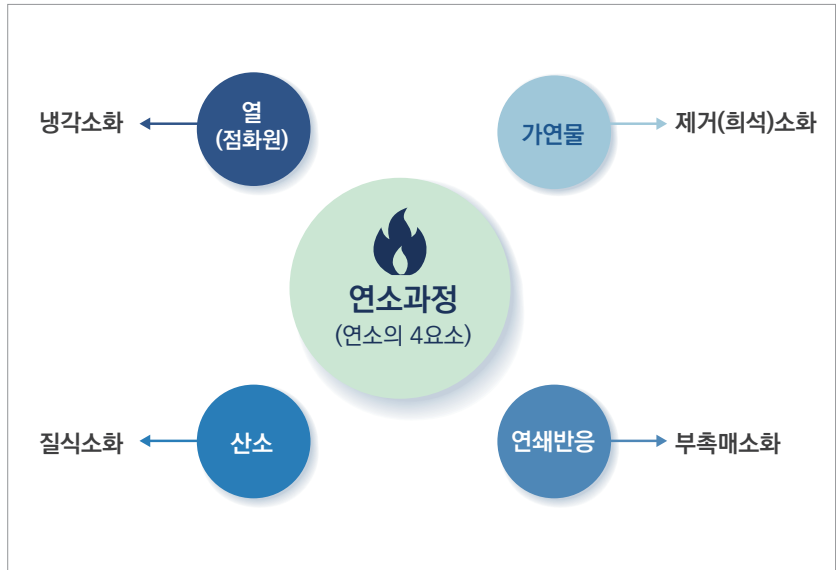 냉각소화
열
(점화원)
가연물
제거(희석)소화
연소과정
(연소의 4요소)
질식소화
산소
연쇄반응
부촉매소화